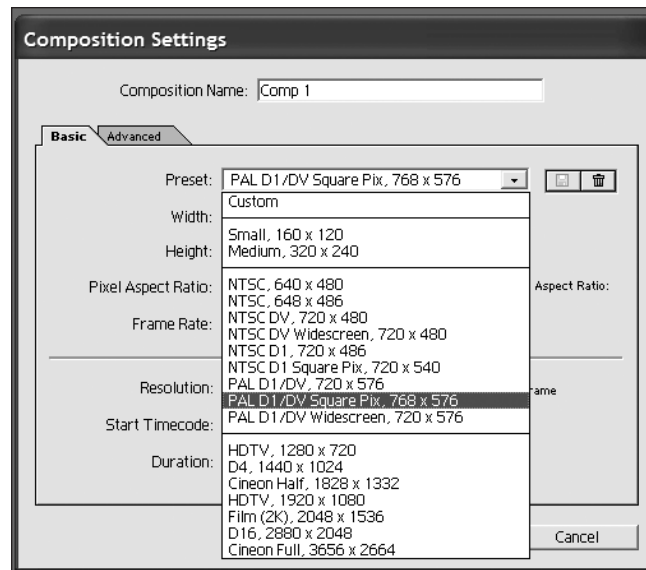 Composition Settings
Composition Name: Comp 1
Basic Advanced
Preset: PAL D1/DV Square Pix, 768 x 576
Custom
Width:
Small, 160 x 120
Height: Medium, 320 x 240
Pixel Aspect Ratio: NTSC, 640 x 480 Aspect Ratio:
NTSC, 648 x 486
NTSC DV, 720 x 480
Frame Rate:
NTSC DV Widescreen, 720 x 480
NTSC D1, 720 x 486
NTSC D1 Square Pix, 720 x 540
PAL D1/DV, 720 x 576
Resolution: rame
PAL D1/DV Square Pix, 768 x 576
PAL D1/DV Widescreen, 720 x 576
Start Timecode:
HDTV, 1280 x 720
Duration:
D4, 1440 x 1024
Cineon Half, 1828 x 1332
HDTV, 1920 x 1080
Film (2K), 2048 x 1536
D16, 2880 x 2048
Cancel
Cineon Full, 3656 x 2664